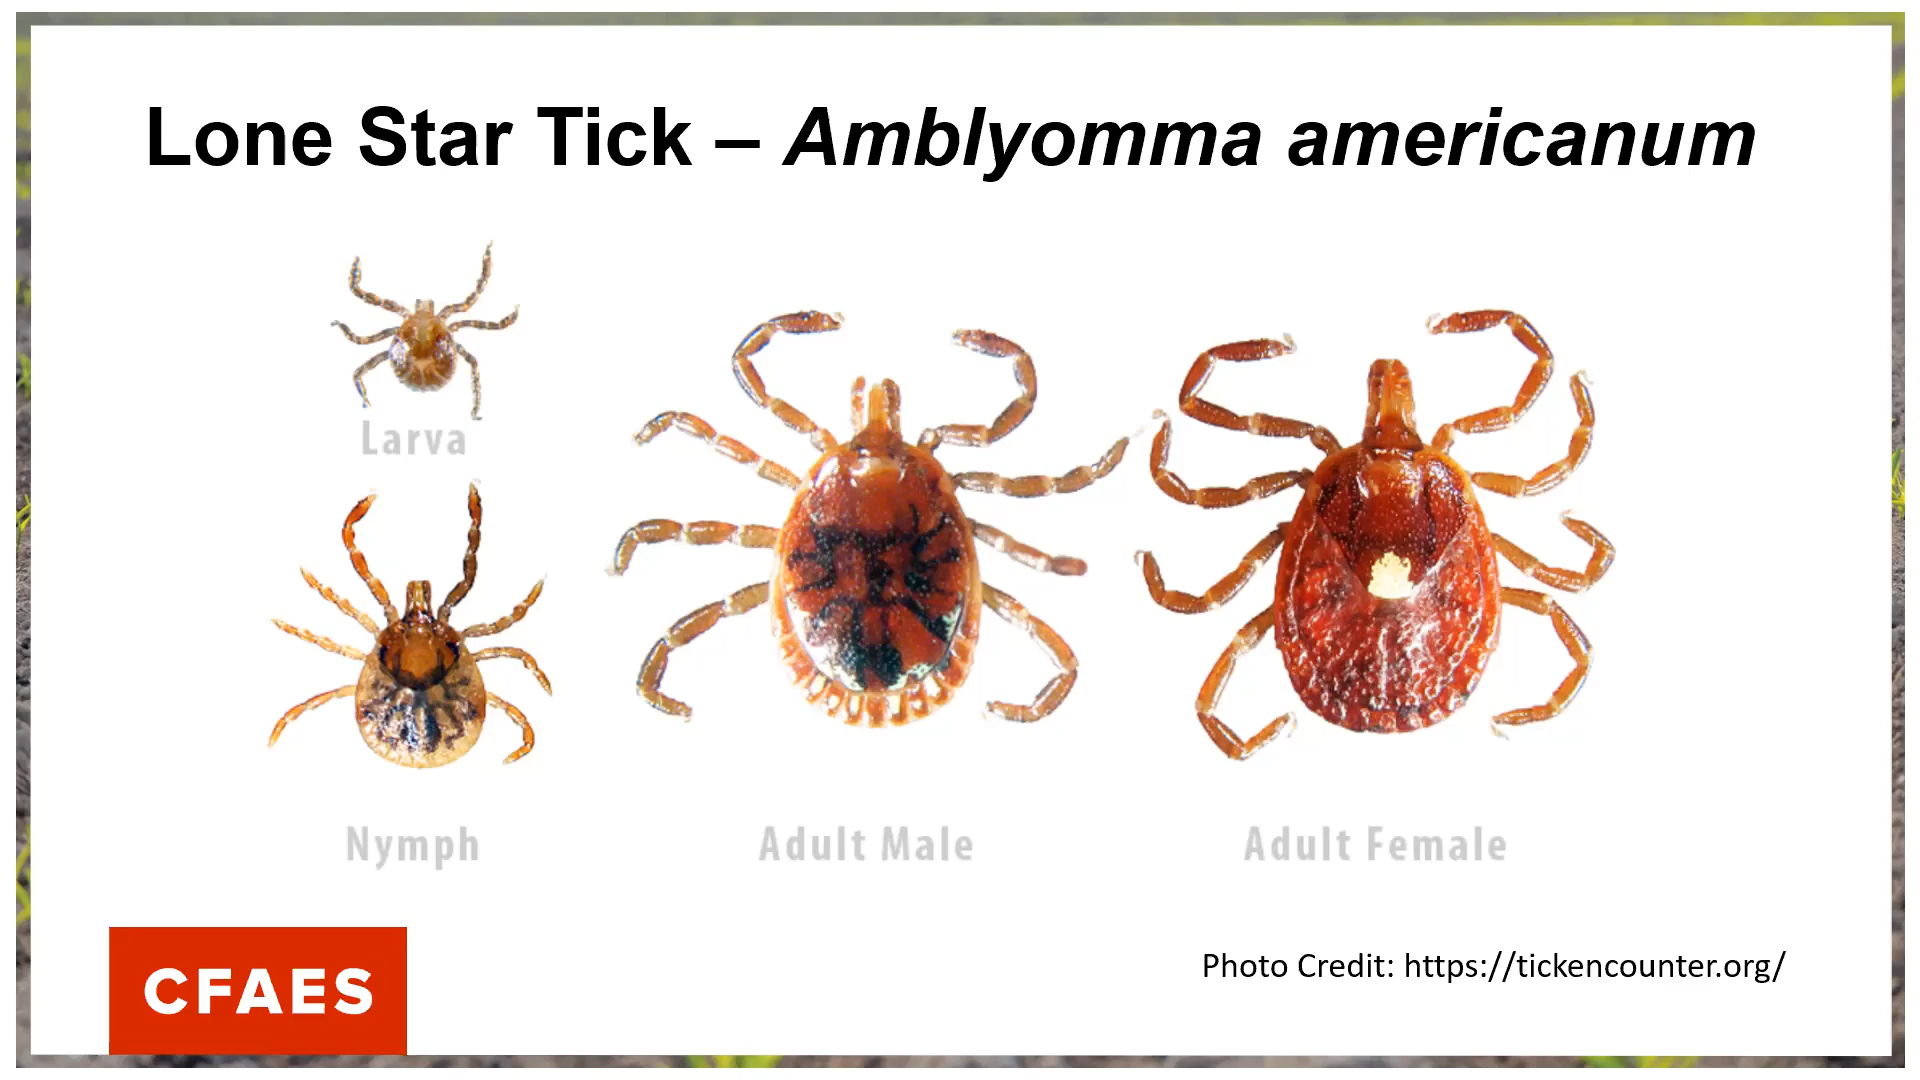 Lone Star Tick – Amblyomma americanum
Larva
Nymph
Adult Male
Adult Female
CFAES
Photo Credit: https://tickencounter.org/